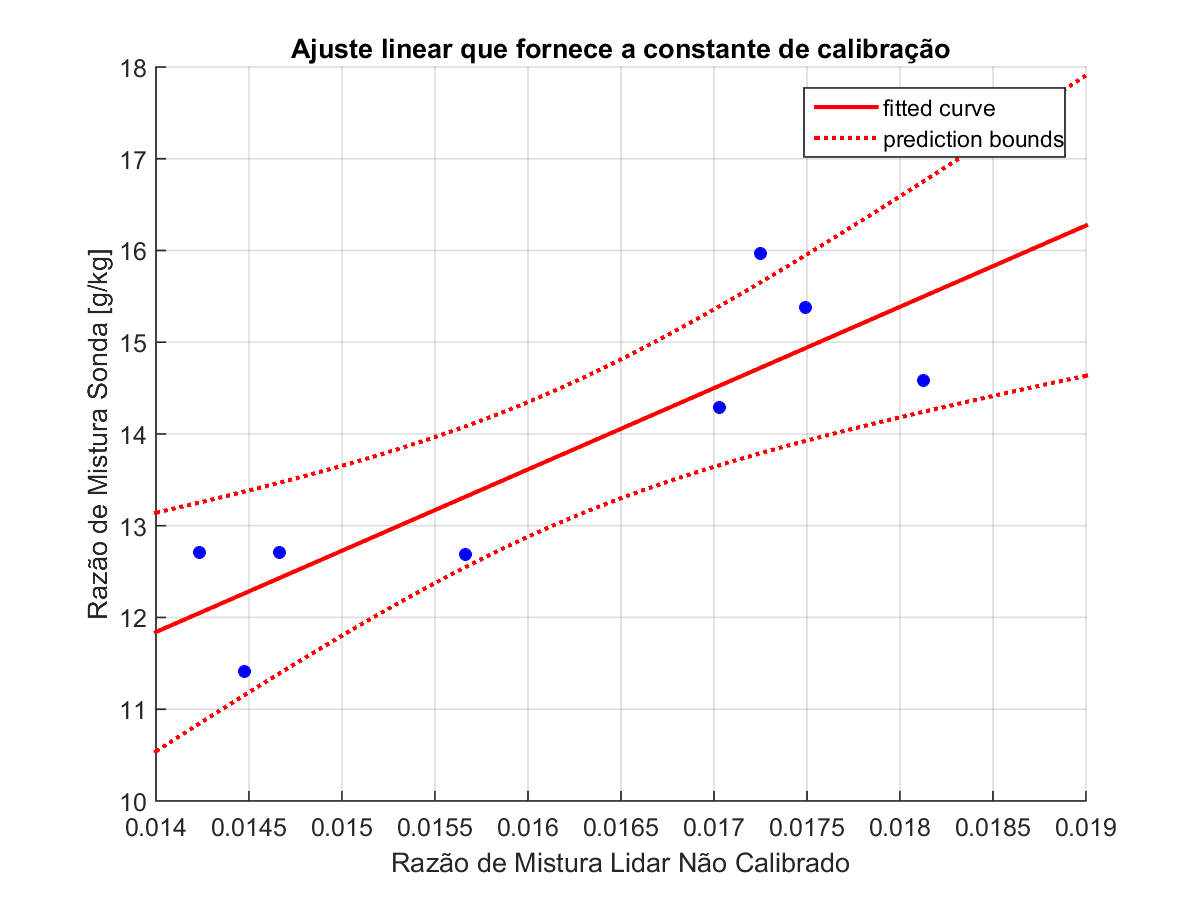 Ajuste linear que fornece a constante de calibração
fitted curve
prediction bounds
Razão de Mistura Sonda [g/kg]
18
17
16
15
14
13
12
11
10
0.014 0.0145 0.015 0.0155 0.016 0.0165 0.017 0.0175 0.018 0.0185 0.019
Razão de Mistura Lidar Não Calibrado